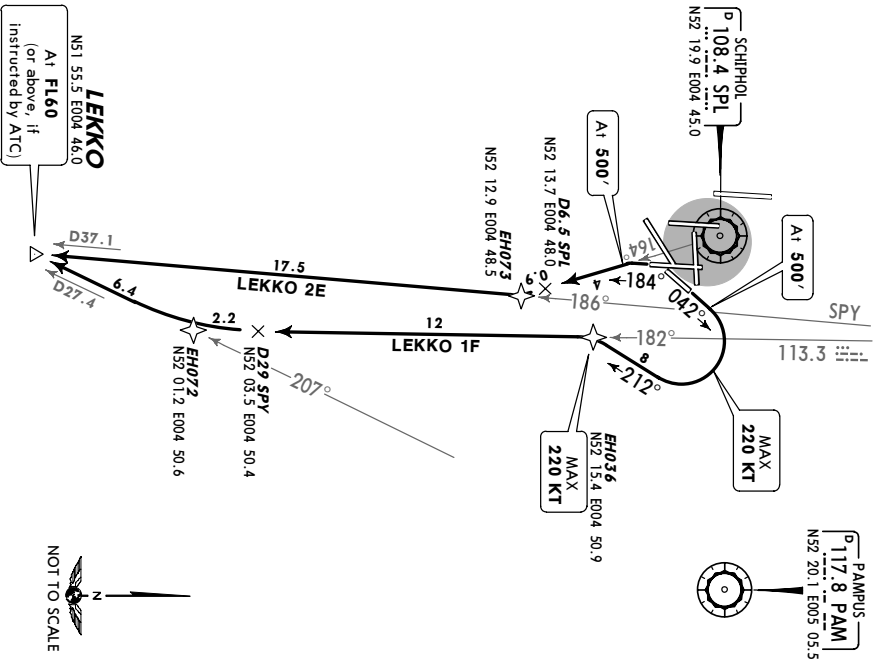 SCHIPHOL
D 108.4 SPL
N52 19.9 E004 45.0
PAMPUS
D 117.8 PAM
N52 20.1 E005 05.5
At 500'
At 500'
164°
184°
4
042°
MAX
220 KT
SPY
113.3
186°
182°
8
212°
D6.5 SPL
N52 13.7 E004 48.0
0.9
EH073
N52 12.9 E004 48.5
EH036
N52 15.4 E004 50.9
MAX
220 KT
17.5
LEKKO 2E
12
LEKKO 1F
207°
D29 SPY
N52 03.5 E004 50.4
2.2
EH072
N52 01.2 E004 50.6
6.4
D37.1
D27.4
LEKKO
N51 55.5 E004 46.0
At FL60
(or above, if
instructed by ATC)
N
NOT TO SCALE